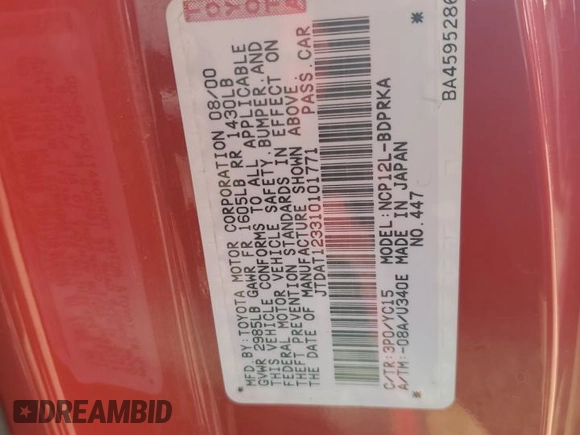 TOYOTA
MFD. BY: TOYOTA MOTOR CORPORATION 08/00
GVWR 2985LB GAWR FR 1605LB RR 1430LB
THIS VEHICLE CONFORMS TO ALL APPLICABLE
FEDERAL MOTOR VEHICLE SAFETY, BUMPER, AND
THEFT PREVENTION STANDARDS IN EFFECT ON
THE DATE OF MANUFACTURE SHOWN ABOVE.
JTDAT123310101771 PASS. CAR
C/TR: 3P0/YC15 MODEL: NCP12L-BDPRKA
A/TM: -08A/U340E MADE IN JAPAN
NO. 447
BA4595286
DREAMBID